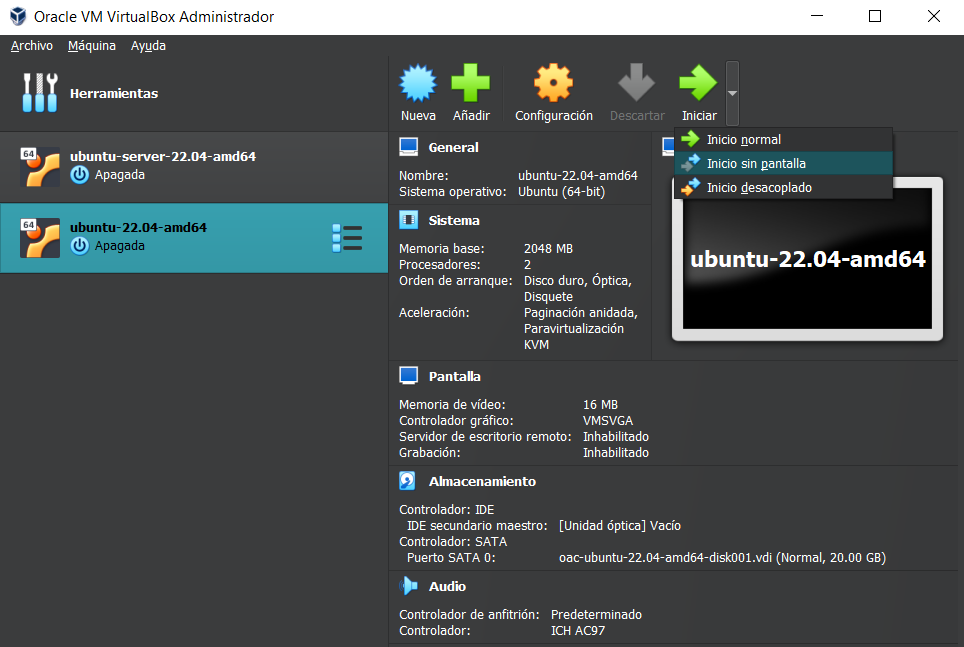 Oracle VM VirtualBox Administrador
Archivo Máquina Ayuda
Herramientas
Nueva Añadir Configuración Descartar Iniciar
Inicio normal
Inicio sin pantalla
Inicio desacoplado
64
ubuntu-server-22.04-amd64
Apagada
64
ubuntu-22.04-amd64
Apagada
General
Nombre: ubuntu-22.04-amd64
Sistema operativo: Ubuntu (64-bit)
Sistema
Memoria base: 2048 MB
Procesadores: 2
Orden de arranque: Disco duro, Óptica,
Disquete
Aceleración: Paginación anidada,
Paravirtualización
KVM
ubuntu-22.04-amd64
Pantalla
Memoria de vídeo: 16 MB
Controlador gráfico: VMSVGA
Servidor de escritorio remoto: Inhabilitado
Grabación: Inhabilitado
Almacenamiento
Controlador: IDE
IDE secundario maestro: [Unidad óptica] Vacío
Controlador: SATA
Puerto SATA 0: oac-ubuntu-22.04-amd64-disk001.vdi (Normal, 20.00 GB)
Audio
Controlador de anfitrión: Predeterminado
Controlador: ICH AC97